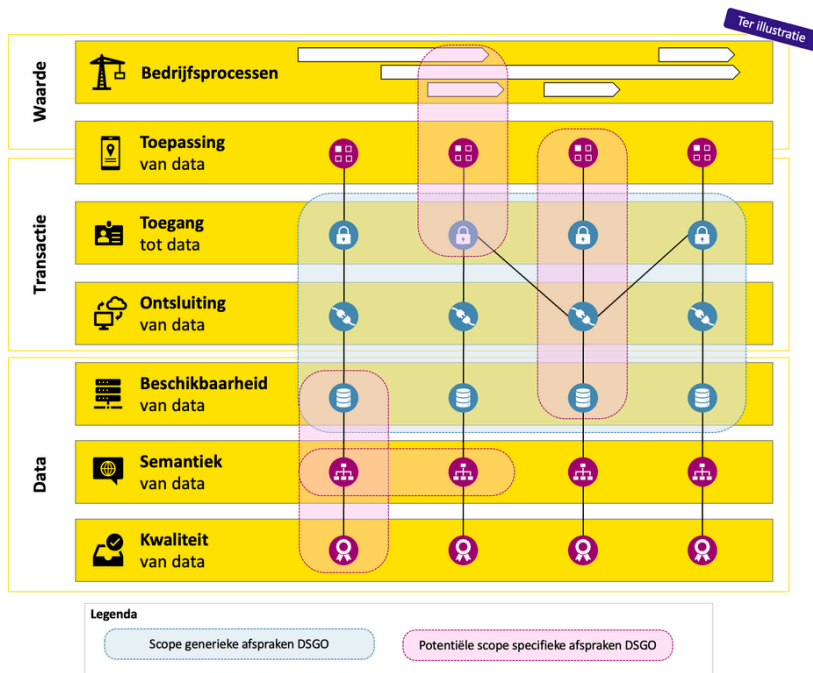 Ter illustratie
Waarde
Bedrijfsprocessen
Toepassing
van data
Transactie
Toegang
tot data
Ontsluiting
van data
Data
Beschikbaarheid
van data
Semantiek
van data
Kwaliteit
van data
Legenda
Scope generieke afspraken DSGO
Potentiële scope specifieke afspraken DSGO